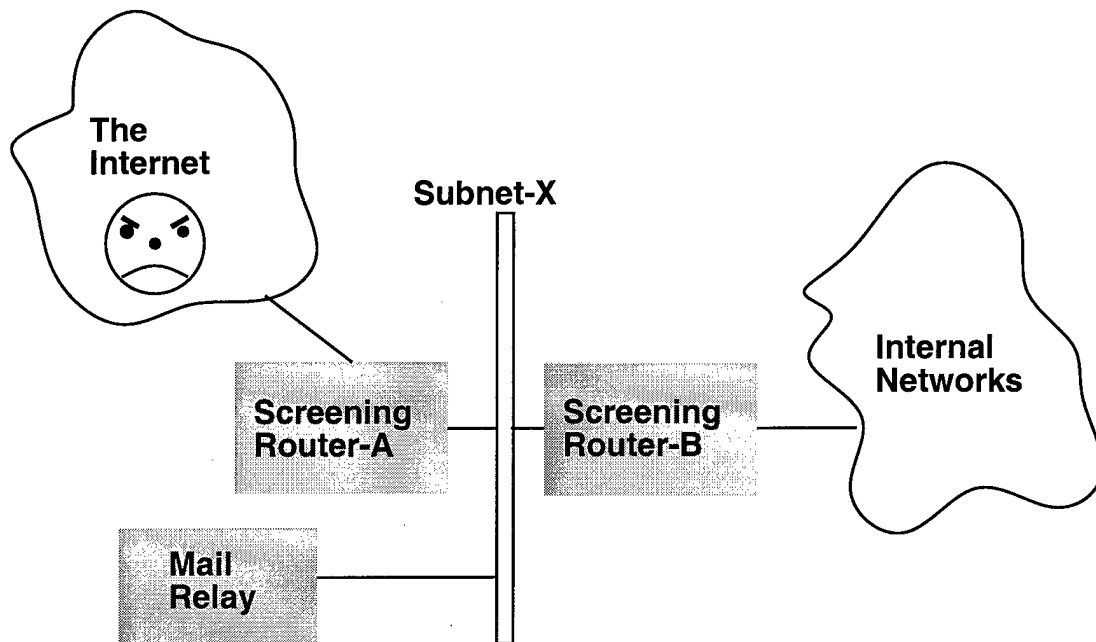 The
Internet
Subnet-X
Internal
Networks
Screening
Router-A
Screening
Router-B
Mail
Relay